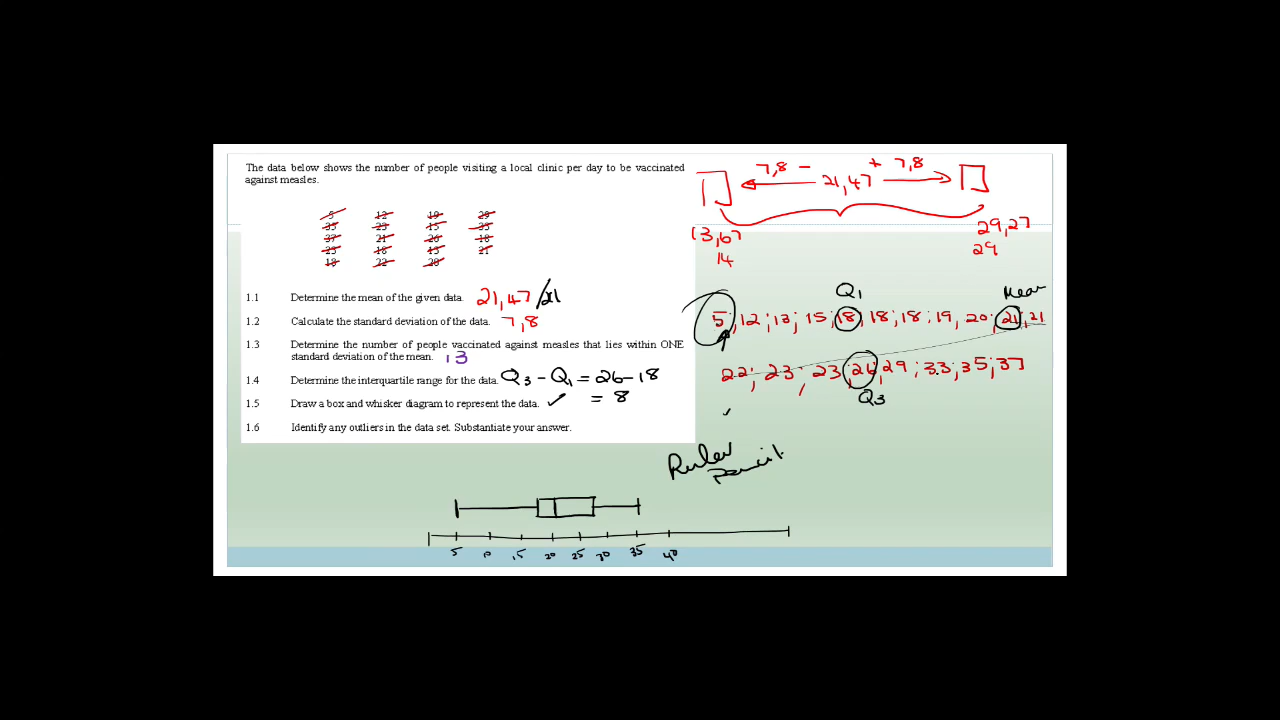 The data below shows the number of people visiting a local clinic per day to be vaccinated
against measles.
5 12 19 29
35 23 15 33
37 21 26 18
23 18 13 21
18 22 20
1.1 Determine the mean of the given data. 21,47 /21
1.2 Calculate the standard deviation of the data. 7,8
1.3 Determine the number of people vaccinated against measles that lies within ONE
standard deviation of the mean. 13
1.4 Determine the interquartile range for the data. Q3 - Q1 = 26-18
= 8
1.5 Draw a box and whisker diagram to represent the data.
1.6 Identify any outliers in the data set. Substantiate your answer.
7,8 - 21,47 + 7,8
13,67 29,27
14 29
Q1
5; 12; 13; 15; 18; 18; 18; 19; 20; 21; 21
22; 23; 23; 26; 29; 33; 35; 37
Q3
Ruler
Pencil
5 10 15 20 25 30 35 40